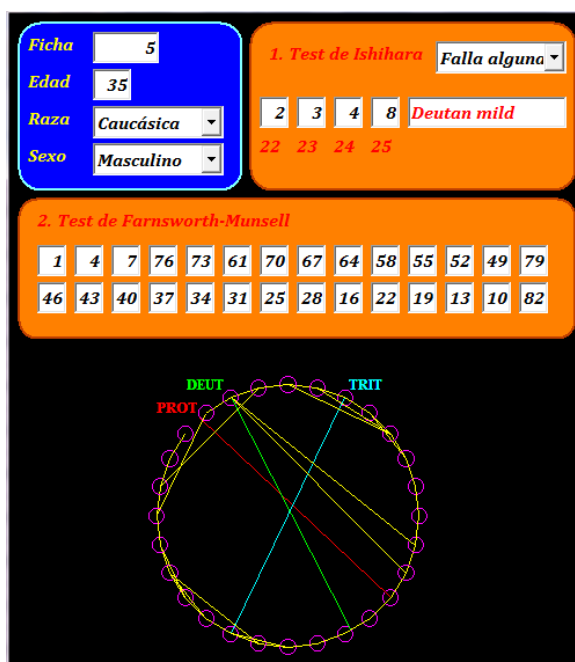 Ficha 5
Edad 35
Raza Caucásica
Sexo Masculino
1. Test de Ishihara Falla alguna
2 3 4 8 Deutan mild
22 23 24 25
2. Test de Farnsworth-Munsell
1 4 7 76 73 61 70 67 64 58 55 52 49 79
46 43 40 37 34 31 25 28 16 22 19 13 10 82
DEUT TRIT
PROT